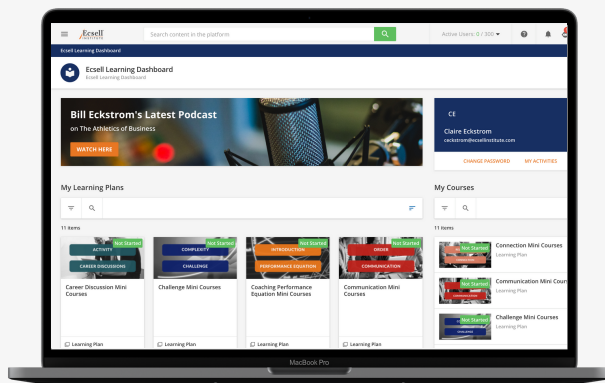 Ecsell
INSTITUTE
Search content in the platform
Active Users: 0 / 300
Ecsell Learning Dashboard
Ecsell Learning Dashboard
Ecsell Learning Dashboard
Bill Eckstrom's Latest Podcast
on The Athletics of Business
WATCH HERE
CE
Claire Eckstrom
ceckstrom@ecsellinstitute.com
CHANGE PASSWORD MY ACTIVITIES
My Learning Plans
My Courses
11 items
11 items
Not Started
ACTIVITY
CAREER DISCUSSIONS
Career Discussion Mini
Courses
Learning Plan
Not Started
COMPLEXITY
CHALLENGE
Challenge Mini Courses
Learning Plan
Not Started
INTRODUCTION
PERFORMANCE EQUATION
Coaching Performance
Equation Mini Courses
Learning Plan
Not Started
ORDER
COMMUNICATION
Communication Mini
Courses
Learning Plan
Not Started
Connection Mini Courses
Learning Plan
Not Started
COMMUNICATION
Communication Mini Cour
Learning Plan
Not Started
CHALLENGE
Challenge Mini Courses
Learning Plan
MacBook Pro